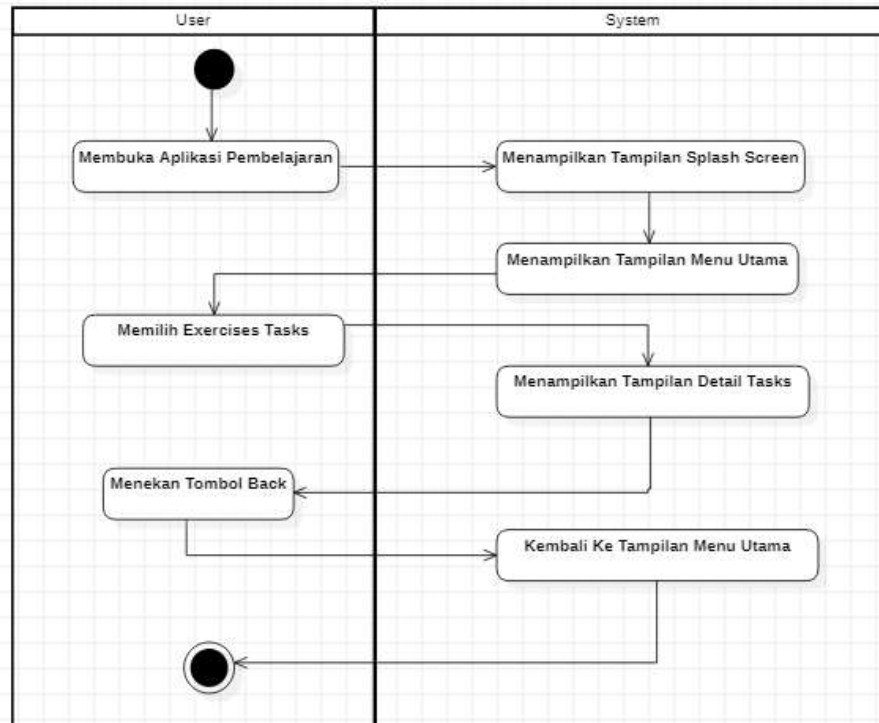 User
System
Membuka Aplikasi Pembelajaran
Menampilkan Tampilan Splash Screen
Menampilkan Tampilan Menu Utama
Memilih Exercises Tasks
Menampilkan Tampilan Detail Tasks
Menekan Tombol Back
Kembali Ke Tampilan Menu Utama